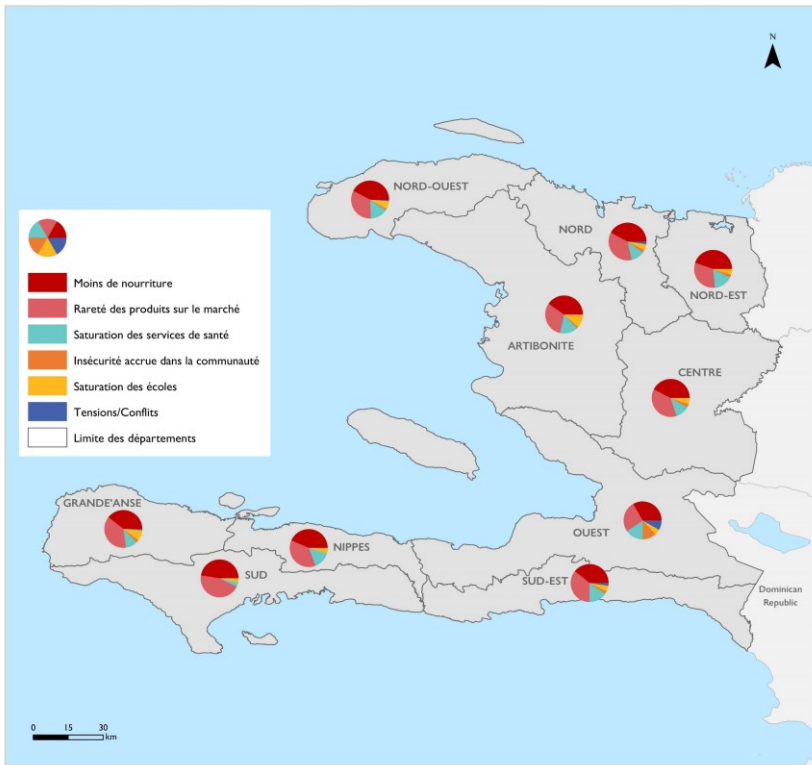 N
NORD-OUEST
NORD
NORD-EST
Moins de nourriture
Rareté des produits sur le marché
Saturation des services de santé
Insécurité accrue dans la communauté
Saturation des écoles
Tensions/Conflits
Limite des départements
ARTIBONITE
CENTRE
GRANDE'ANSE
OUEST
NIPPES
SUD
SUD-EST
Dominican
Republic
0 15 30
km